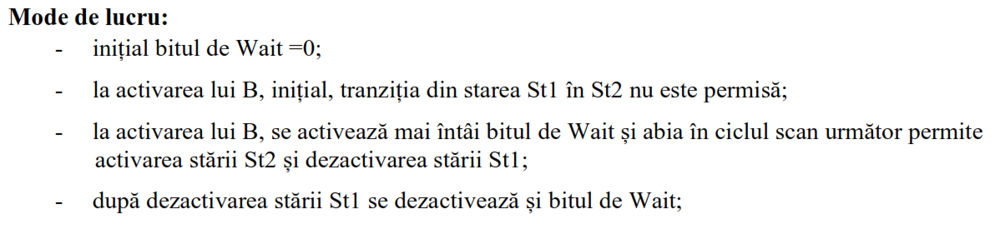 Mode de lucru:
- inițial bitul de Wait =0;
- la activarea lui B, inițial, tranziția din starea St1 în St2 nu este permisă;
- la activarea lui B, se activează mai întâi bitul de Wait și abia în ciclul scan următor permite
activarea stării St2 și dezactivarea stării St1;
- după dezactivarea stării St1 se dezactivează și bitul de Wait;